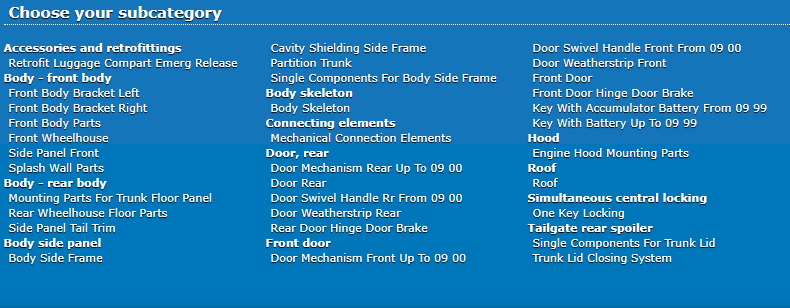 Choose your subcategory
Accessories and retrofittings
Retrofit Luggage Compart Emerg Release
Body - front body
Front Body Bracket Left
Front Body Bracket Right
Front Body Parts
Front Wheelhouse
Side Panel Front
Splash Wall Parts
Body - rear body
Mounting Parts For Trunk Floor Panel
Rear Wheelhouse Floor Parts
Side Panel Tail Trim
Body side panel
Body Side Frame
Cavity Shielding Side Frame
Partition Trunk
Single Components For Body Side Frame
Body skeleton
Body Skeleton
Connecting elements
Mechanical Connection Elements
Door, rear
Door Mechanism Rear Up To 09 00
Door Rear
Door Swivel Handle Rr From 09 00
Door Weatherstrip Rear
Rear Door Hinge Door Brake
Front door
Door Mechanism Front Up To 09 00
Door Swivel Handle Front From 09 00
Door Weatherstrip Front
Front Door
Front Door Hinge Door Brake
Key With Accumulator Battery From 09 99
Key With Battery Up To 09 99
Hood
Engine Hood Mounting Parts
Roof
Roof
Simultaneous central locking
One Key Locking
Tailgate rear spoiler
Single Components For Trunk Lid
Trunk Lid Closing System